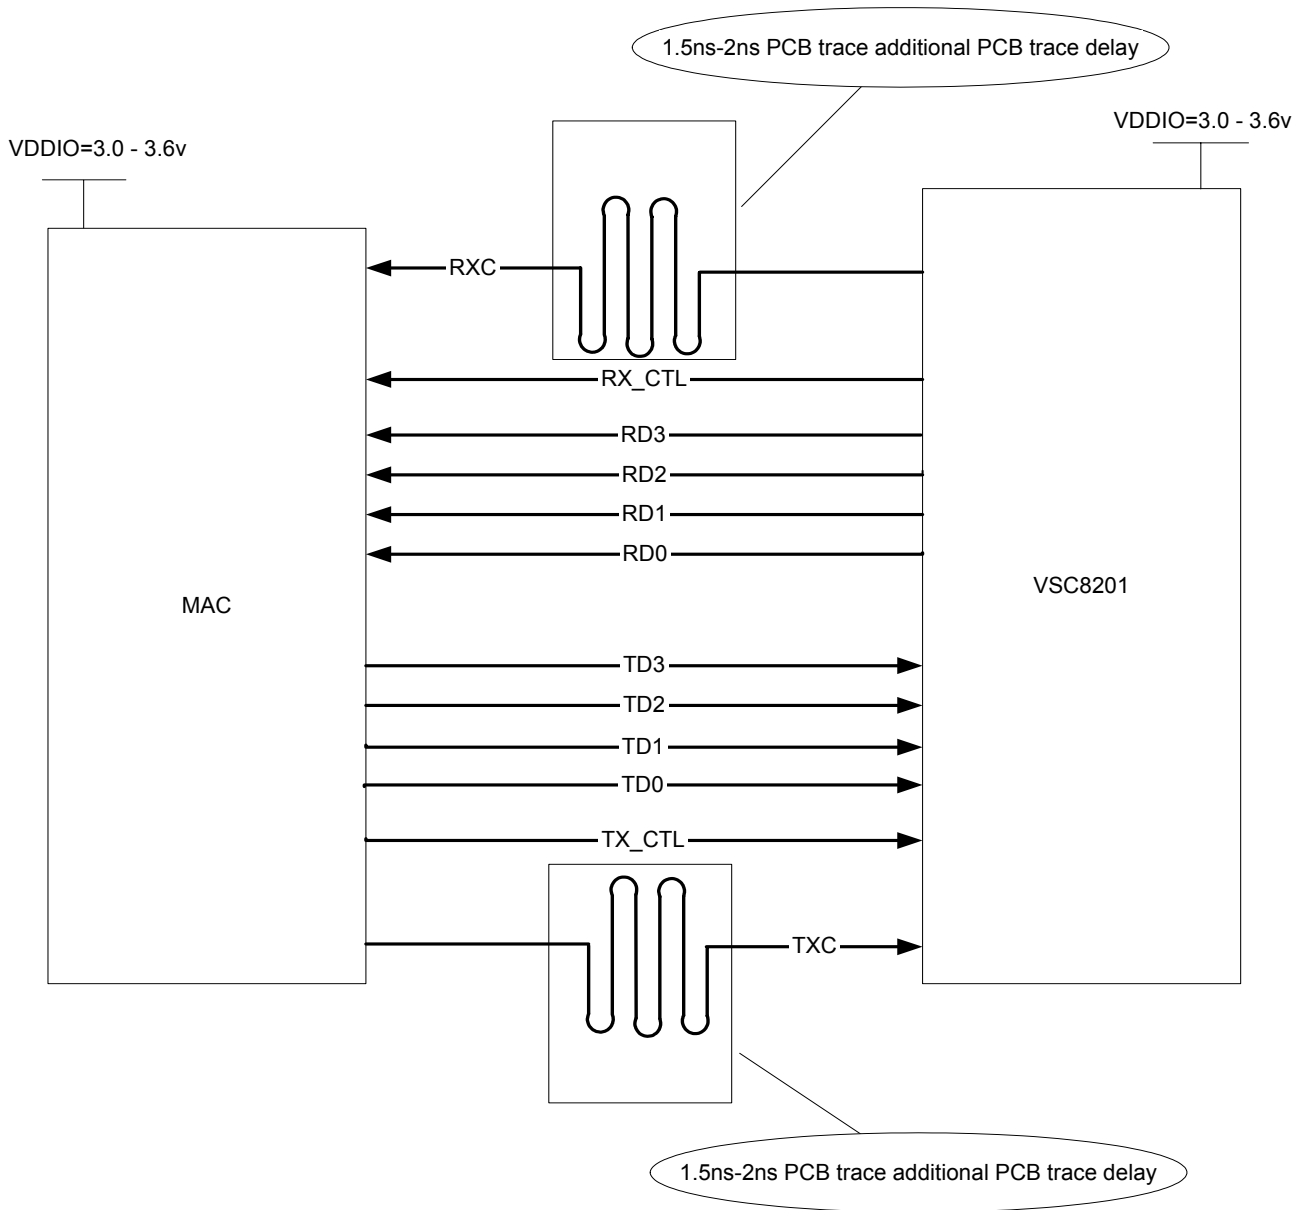 1.5ns-2ns PCB trace additional PCB trace delay
VDDIO=3.0 - 3.6v
VDDIO=3.0 - 3.6v
RXC
RX_CTL
RD3
RD2
RD1
RD0
MAC
VSC8201
TD3
TD2
TD1
TD0
TX_CTL
TXC
1.5ns-2ns PCB trace additional PCB trace delay